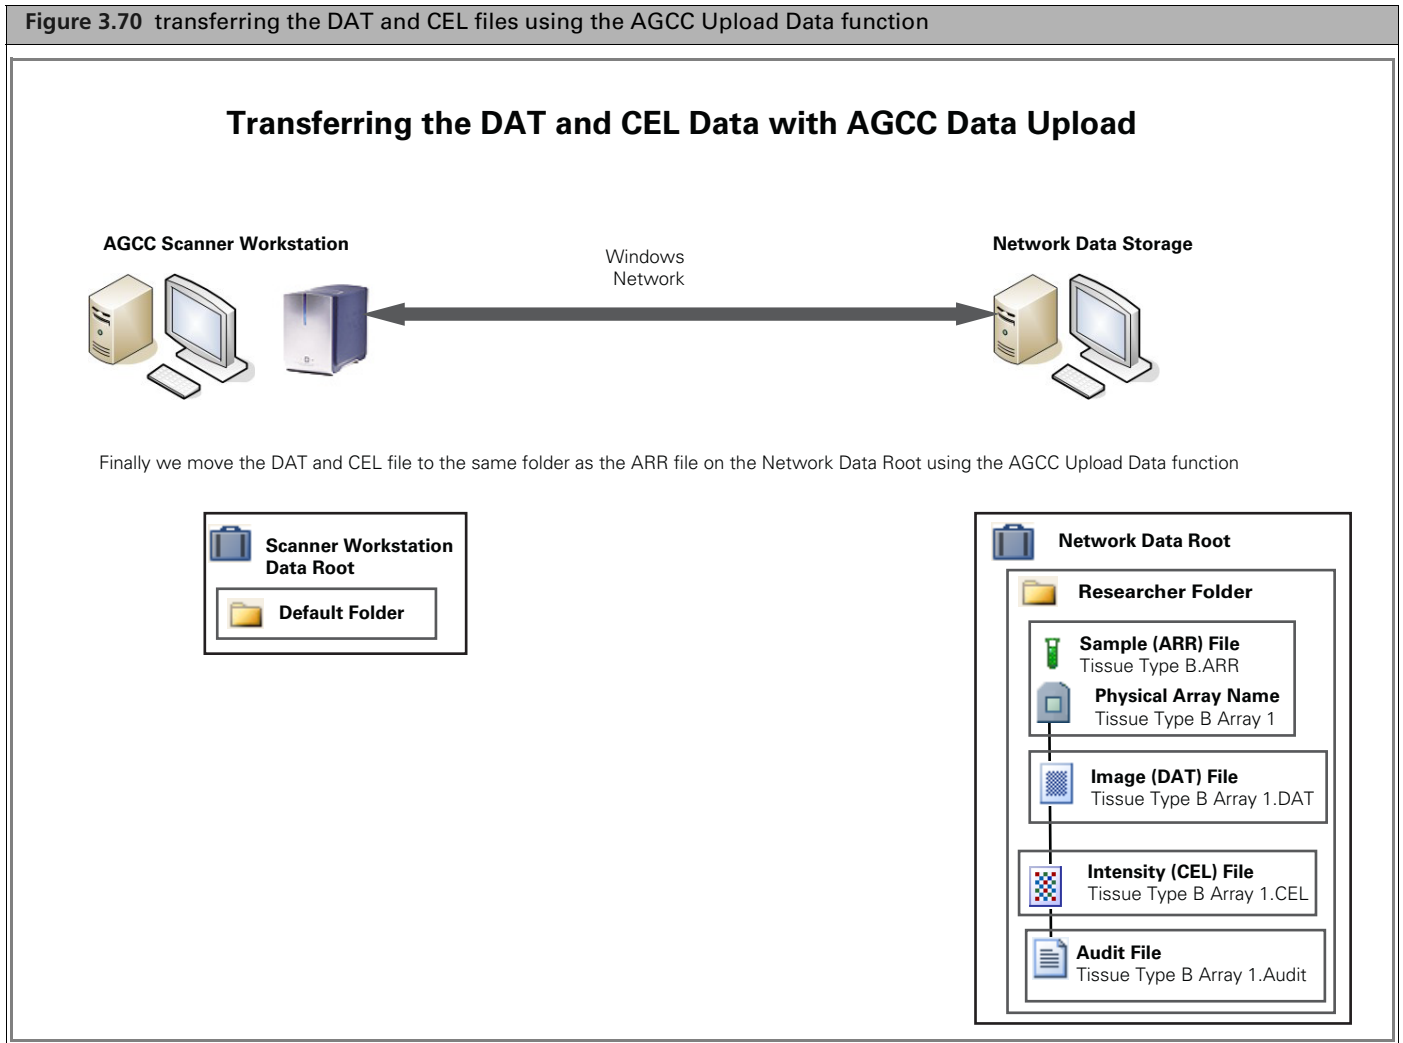 Figure 3.70 transferring the DAT and CEL files using the AGCC Upload Data function
Transferring the DAT and CEL Data with AGCC Data Upload
AGCC Scanner Workstation
Windows
Network
Network Data Storage
Finally we move the DAT and CEL file to the same folder as the ARR file on the Network Data Root using the AGCC Upload Data function
Scanner Workstation
Data Root
Default Folder
Network Data Root
Researcher Folder
Sample (ARR) File
Tissue Type B.ARR
Physical Array Name
Tissue Type B Array 1
Image (DAT) File
Tissue Type B Array 1.DAT
Intensity (CEL) File
Tissue Type B Array 1.CEL
Audit File
Tissue Type B Array 1.Audit